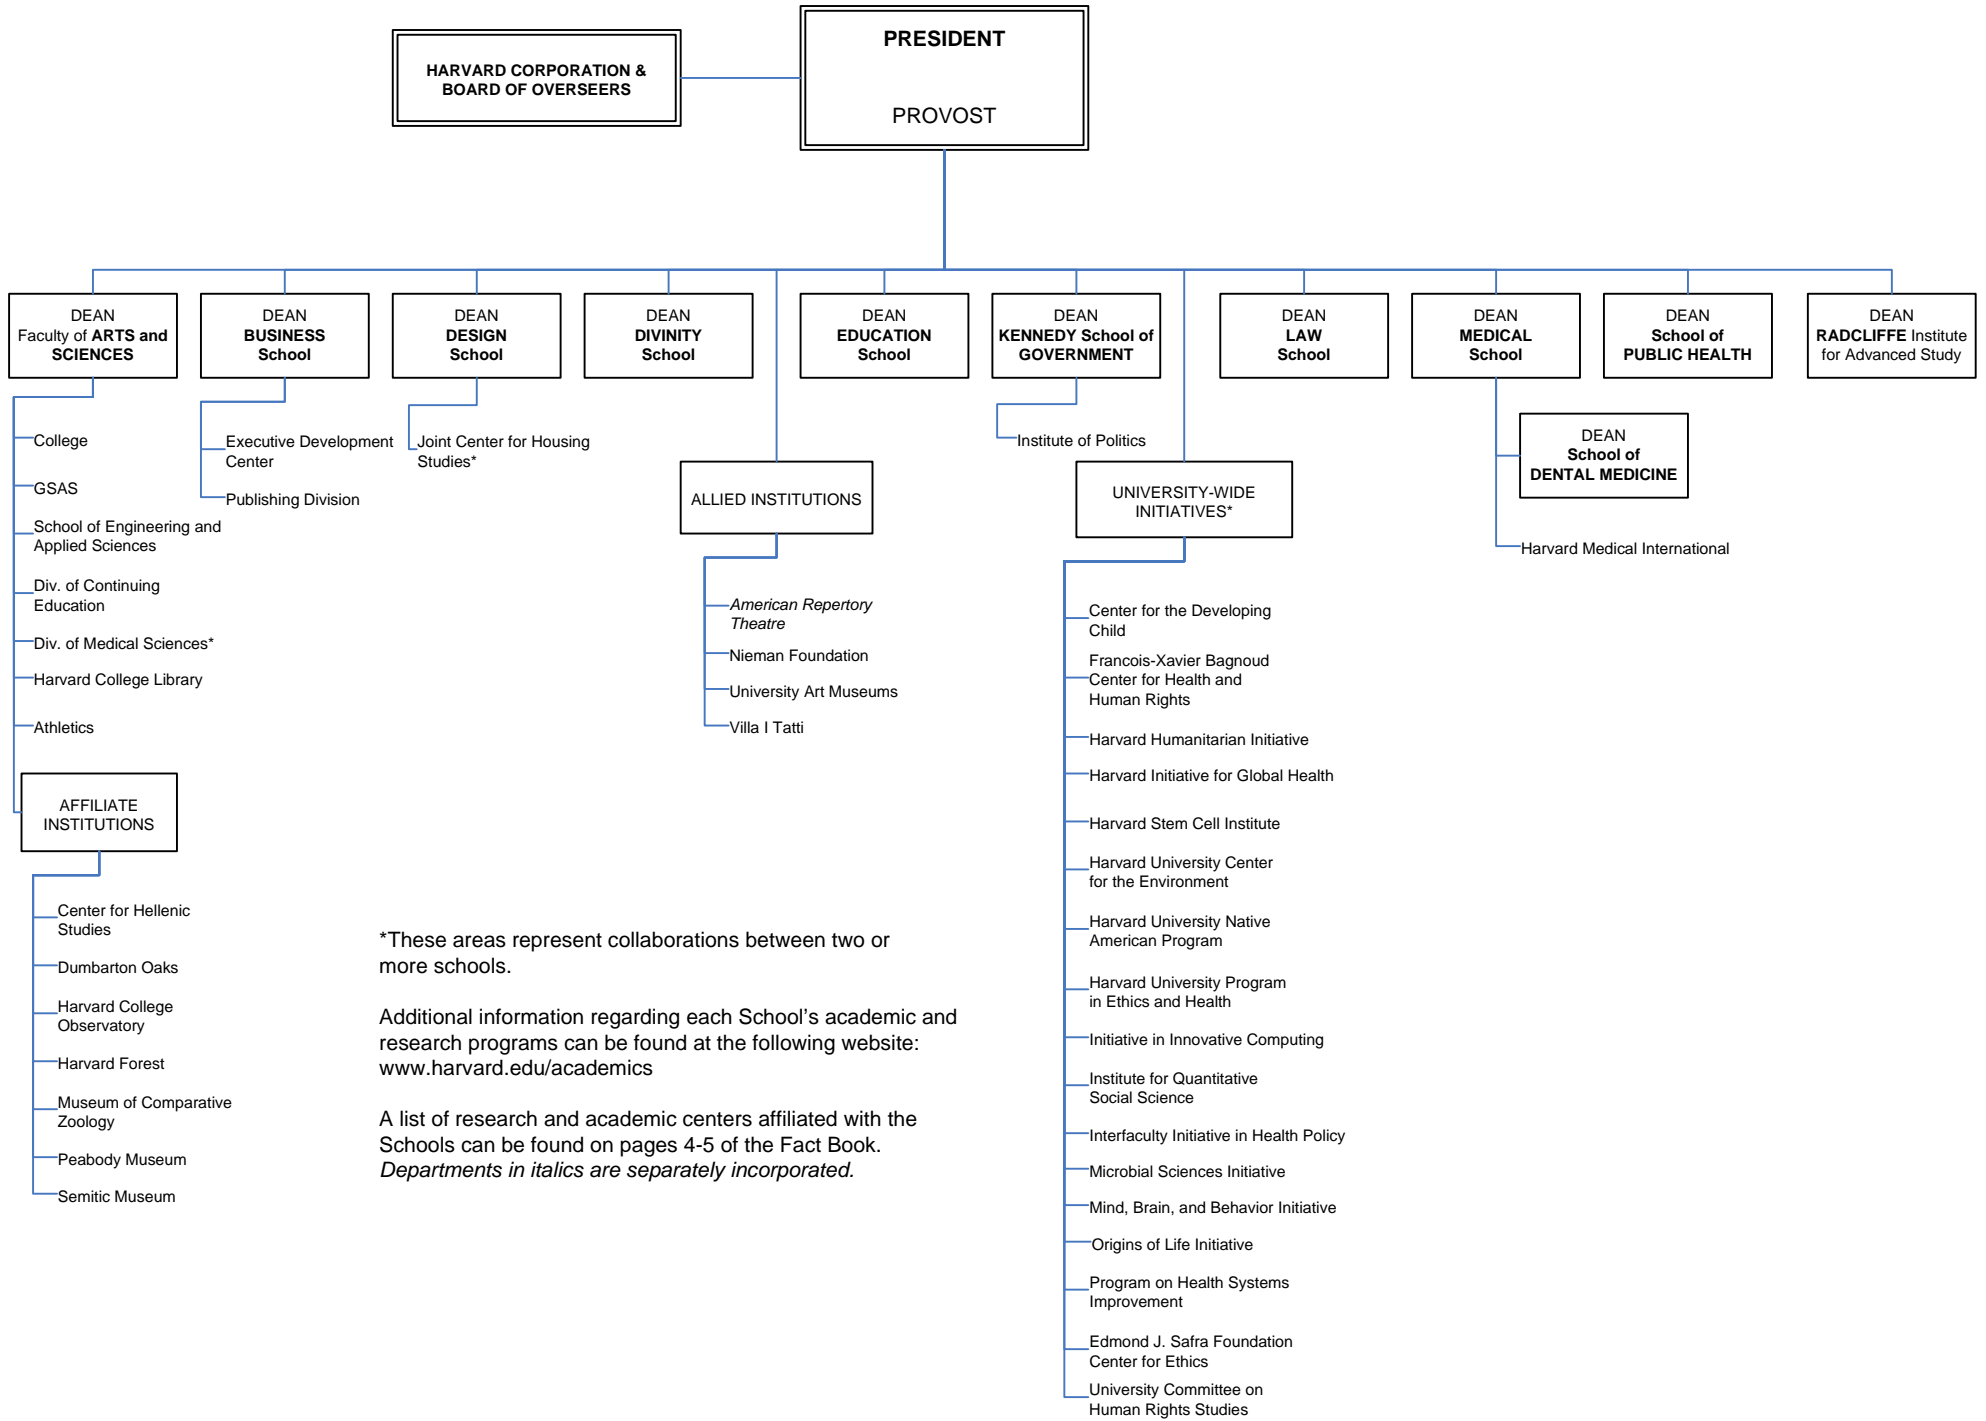 PRESIDENT
PROVOST
HARVARD CORPORATION &
BOARD OF OVERSEERS
DEAN
Faculty of ARTS and
SCIENCES
DEAN
BUSINESS
School
DEAN
DESIGN
School
DEAN
DIVINITY
School
DEAN
EDUCATION
School
DEAN
KENNEDY School of
GOVERNMENT
DEAN
LAW
School
DEAN
MEDICAL
School
DEAN
School of
PUBLIC HEALTH
DEAN
RADCLIFFE Institute
for Advanced Study
College
GSAS
School of Engineering and
Applied Sciences
Div. of Continuing
Education
Div. of Medical Sciences*
Harvard College Library
Athletics
AFFILIATE
INSTITUTIONS
Center for Hellenic
Studies
Dumbarton Oaks
Harvard College
Observatory
Harvard Forest
Museum of Comparative
Zoology
Peabody Museum
Semitic Museum
Executive Development
Center
Publishing Division
Joint Center for Housing
Studies*
ALLIED INSTITUTIONS
American Repertory
Theatre
Nieman Foundation
University Art Museums
Villa I Tatti
Institute of Politics
UNIVERSITY-WIDE
INITIATIVES*
Center for the Developing
Child
Francois-Xavier Bagnoud
Center for Health and
Human Rights
Harvard Humanitarian Initiative
Harvard Initiative for Global Health
Harvard Stem Cell Institute
Harvard University Center
for the Environment
Harvard University Native
American Program
Harvard University Program
in Ethics and Health
Initiative in Innovative Computing
Institute for Quantitative
Social Science
Interfaculty Initiative in Health Policy
Microbial Sciences Initiative
Mind, Brain, and Behavior Initiative
Origins of Life Initiative
Program on Health Systems
Improvement
Edmond J. Safra Foundation
Center for Ethics
University Committee on
Human Rights Studies
DEAN
School of
DENTAL MEDICINE
Harvard Medical International
*These areas represent collaborations between two or
more schools.
Additional information regarding each School’s academic and
research programs can be found at the following website:
www.harvard.edu/academics
A list of research and academic centers affiliated with the
Schools can be found on pages 4-5 of the Fact Book.
Departments in italics are separately incorporated.